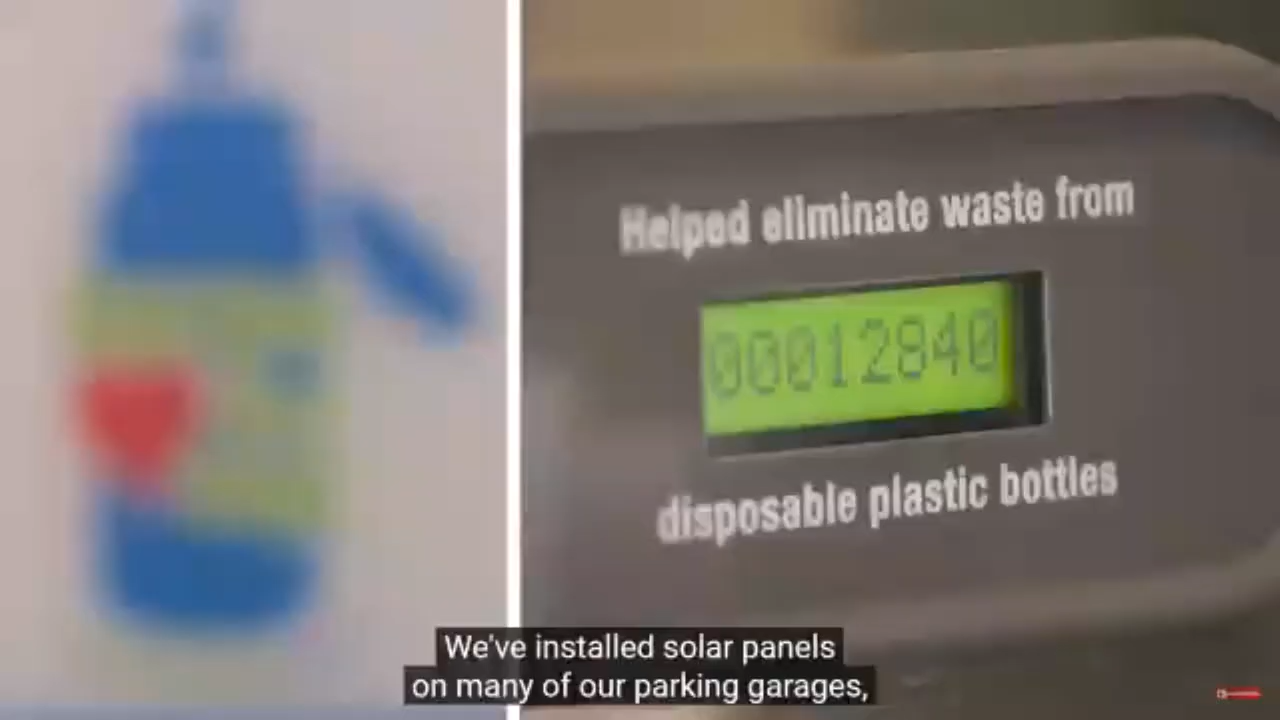 Helped eliminate waste from
00012840
disposable plastic bottles
We've installed solar panels
on many of our parking garages,